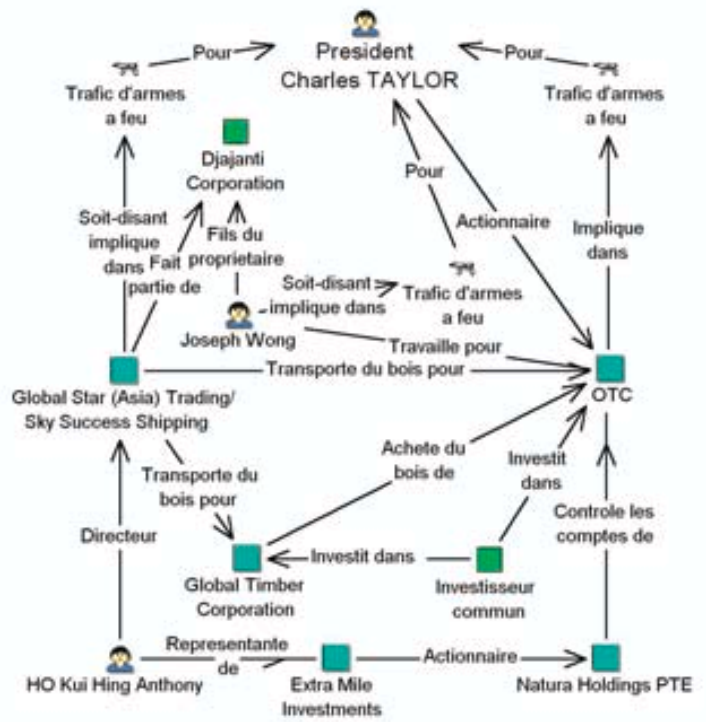 Pour
President
Charles TAYLOR
Pour
Trafic d'armes
a feu
Trafic d'armes
a feu
Djajanti
Corporation
Pour
Soit-disant
implique
dans
Fait
partie de
Fils du
proprietaire
Actionnaire
Implique
dans
Soit-disant
implique dans
Trafic d'armes
a feu
Joseph Wong
Travaille pour
Transporte du bois pour
Global Star (Asia) Trading/
Sky Success Shipping
OTC
Transporte du
bois pour
Achete du
bois de
Investit
dans
Controle les
comptes de
Directeur
Investit dans
Global Timber
Corporation
Investisseur
commun
Representante
de
Actionnaire
HO Kui Hing Anthony
Extra Mile
Investments
Natura Holdings PTE